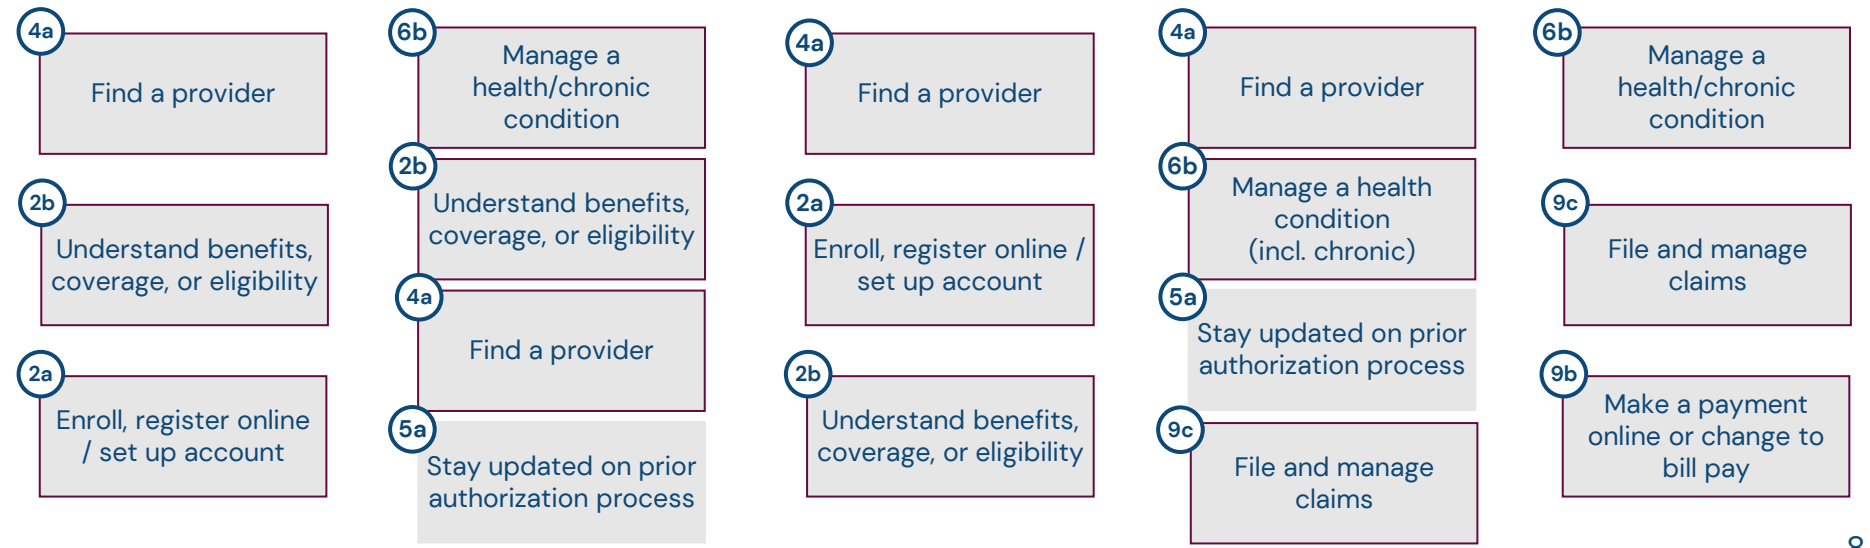 4a
Find a provider
2b
Understand benefits,
coverage, or eligibility
2a
Enroll, register online
/ set up account
6b
Manage a
health/chronic
condition
2b
Understand benefits,
coverage, or eligibility
4a
Find a provider
5a
Stay updated on prior
authorization process
4a
Find a provider
2a
Enroll, register online /
set up account
2b
Understand benefits,
coverage, or eligibility
4a
Find a provider
6b
Manage a health
condition
(incl. chronic)
5a
Stay updated on prior
authorization process
9c
File and manage
claims
6b
Manage a
health/chronic
condition
9c
File and manage
claims
9b
Make a payment
online or change to
bill pay